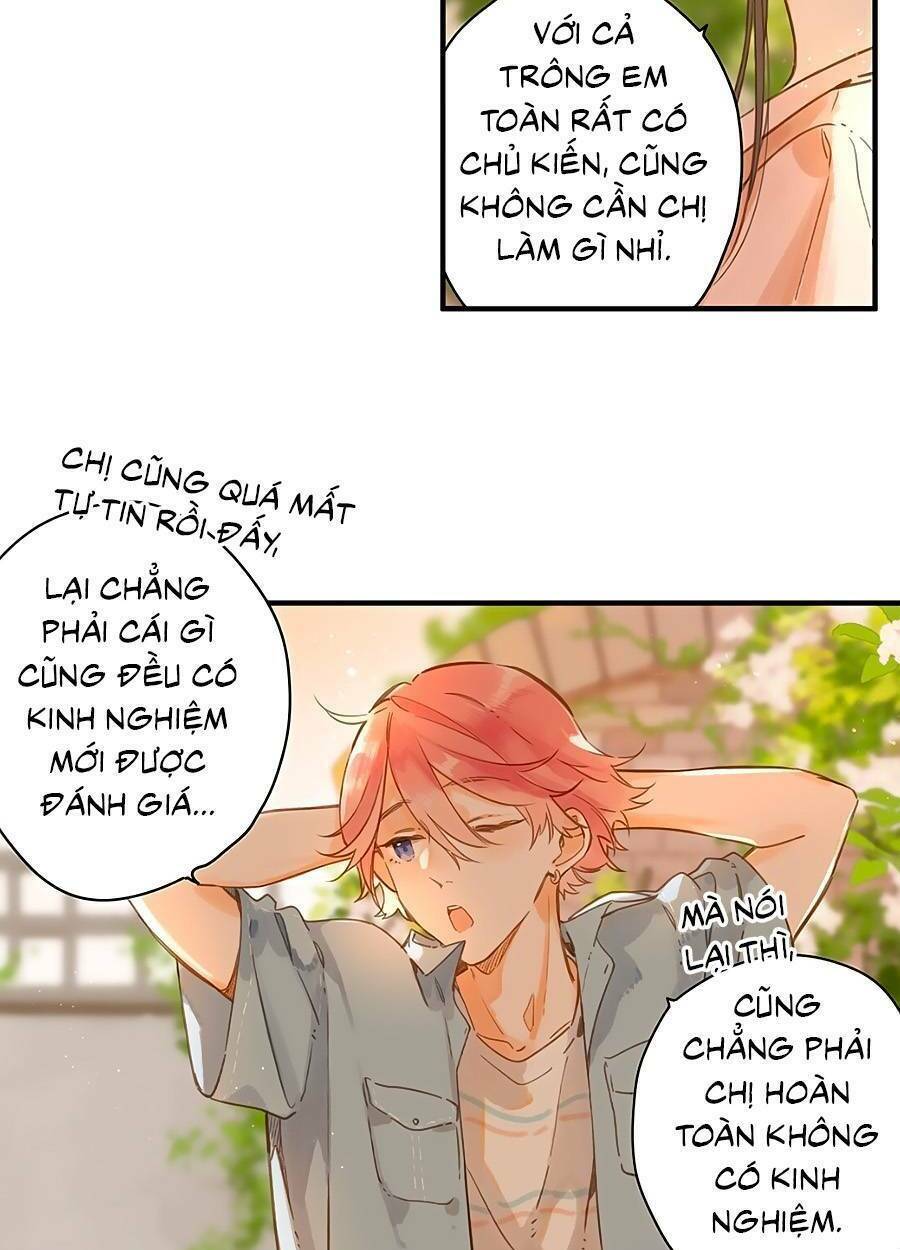 VỚI CẢ
TRÔNG EM
TOÀN RẤT CÓ
CHỦ KIẾN, CŨNG
KHÔNG CẦN CHỊ
LÀM GÌ NHỈ.
CHỊ CŨNG QUÁ MẤT
TỰ TIN RỒI ĐẤY,
LẠI CHẲNG
PHẢI CÁI GÌ
CŨNG ĐỀU CÓ
KINH NGHIỆM
MỚI ĐƯỢC
ĐÁNH GIÁ...
MÀ NÓI
LẠI THÌ,
CŨNG
CHẲNG PHẢI
CHỊ HOÀN
TOÀN KHÔNG
CÓ KINH
NGHIỆM.